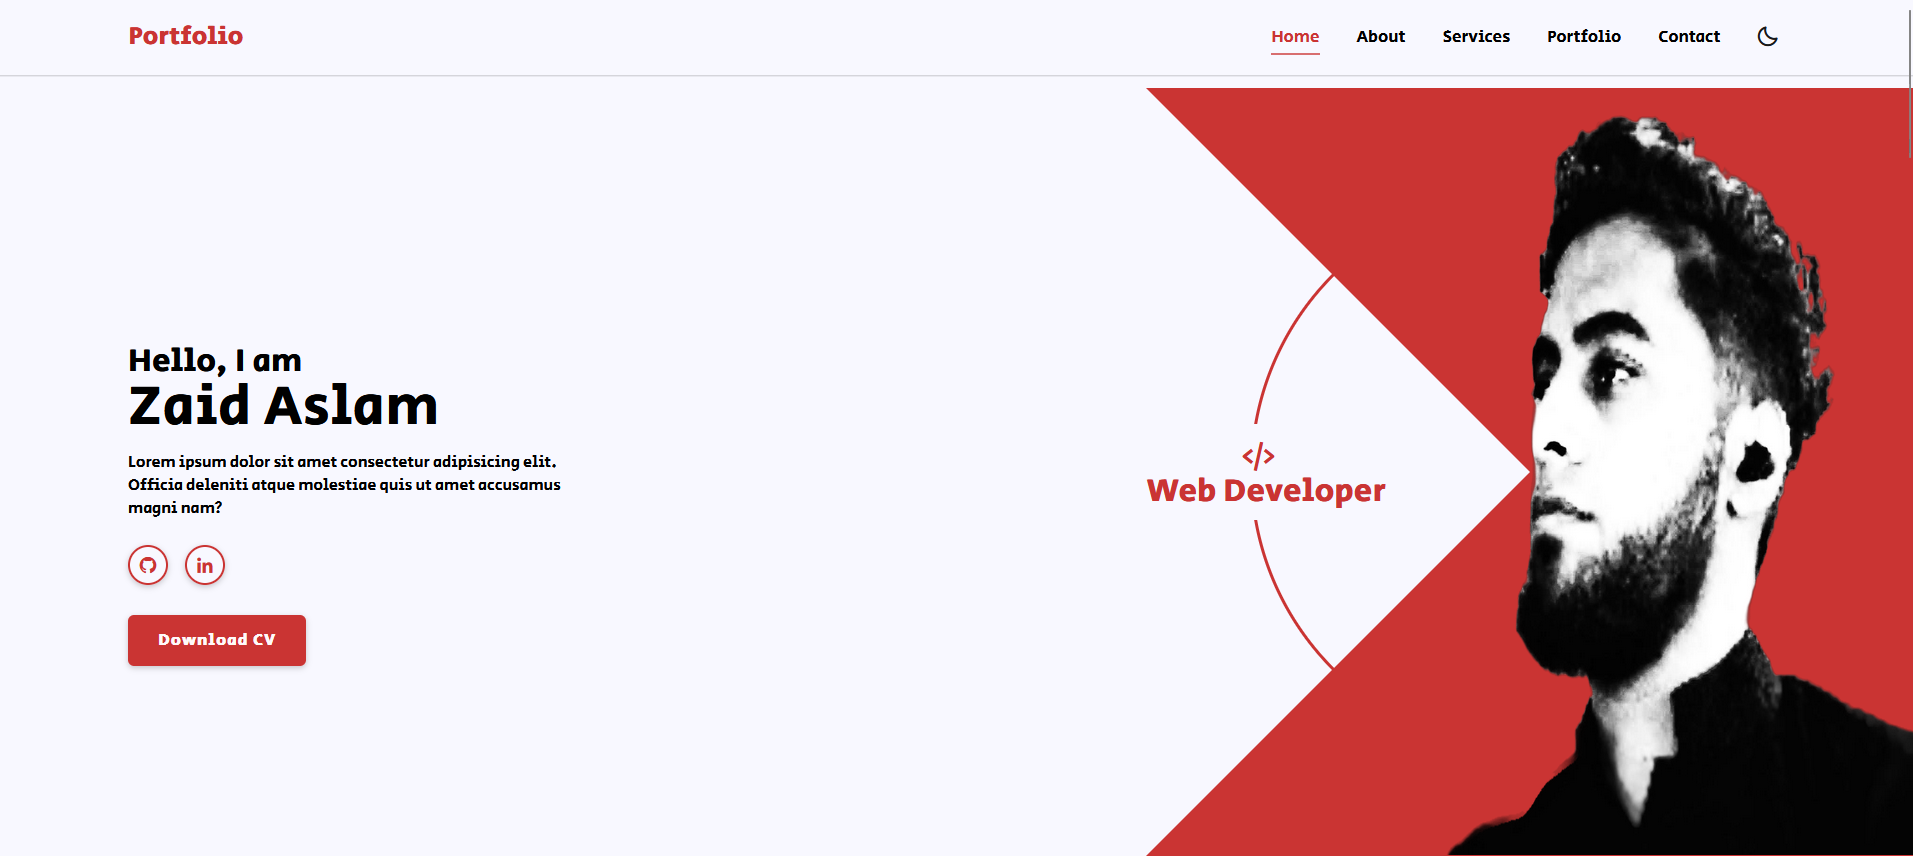 Portfolio
Home About Services Portfolio Contact
Hello, I am
Zaid Aslam
Lorem ipsum dolor sit amet consectetur adipisicing elit.
Officia deleniti atque molestiae quis ut amet accusamus
magni nam?
in
Download CV
</>
Web Developer